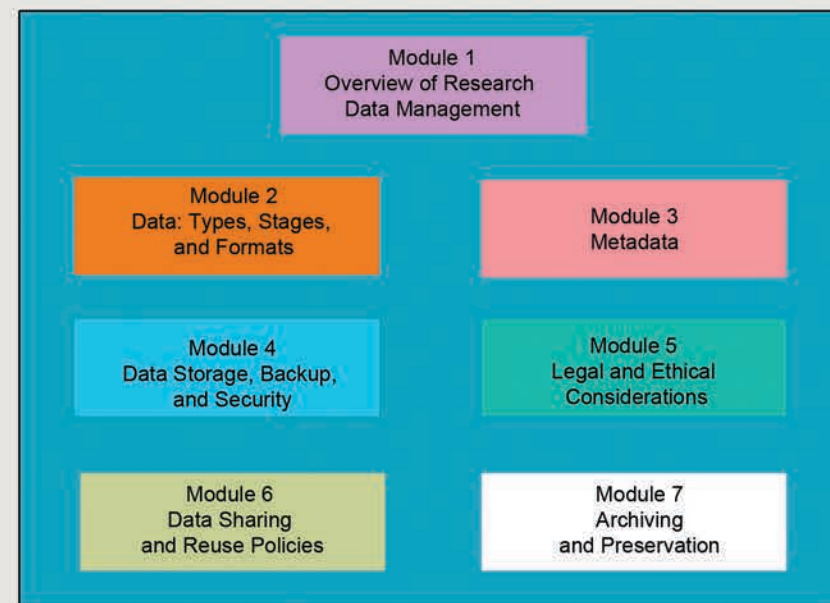 Module 1
Overview of Research
Data Management
Module 2
Data: Types, Stages,
and Formats
Module 3
Metadata
Module 4
Data Storage, Backup,
and Security
Module 5
Legal and Ethical
Considerations
Module 6
Data Sharing
and Reuse Policies
Module 7
Archiving
and Preservation